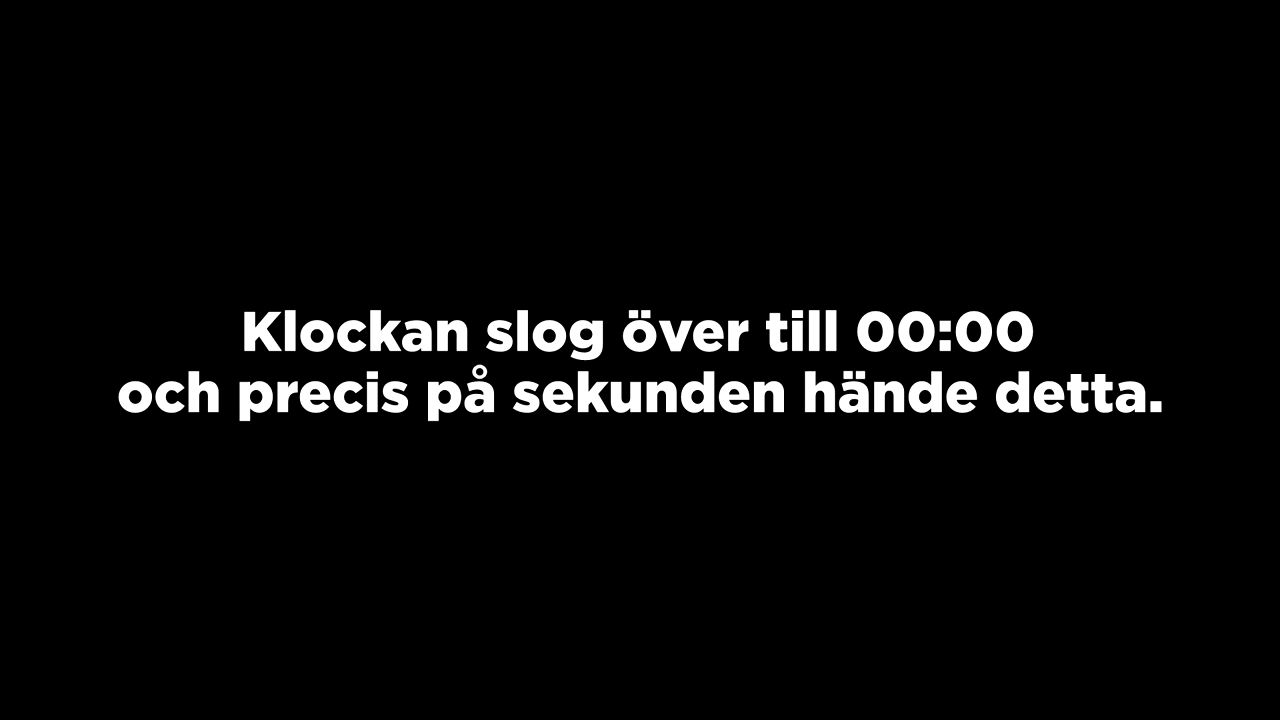 Klockan slog över till 00:00
och precis på sekunden hände detta.